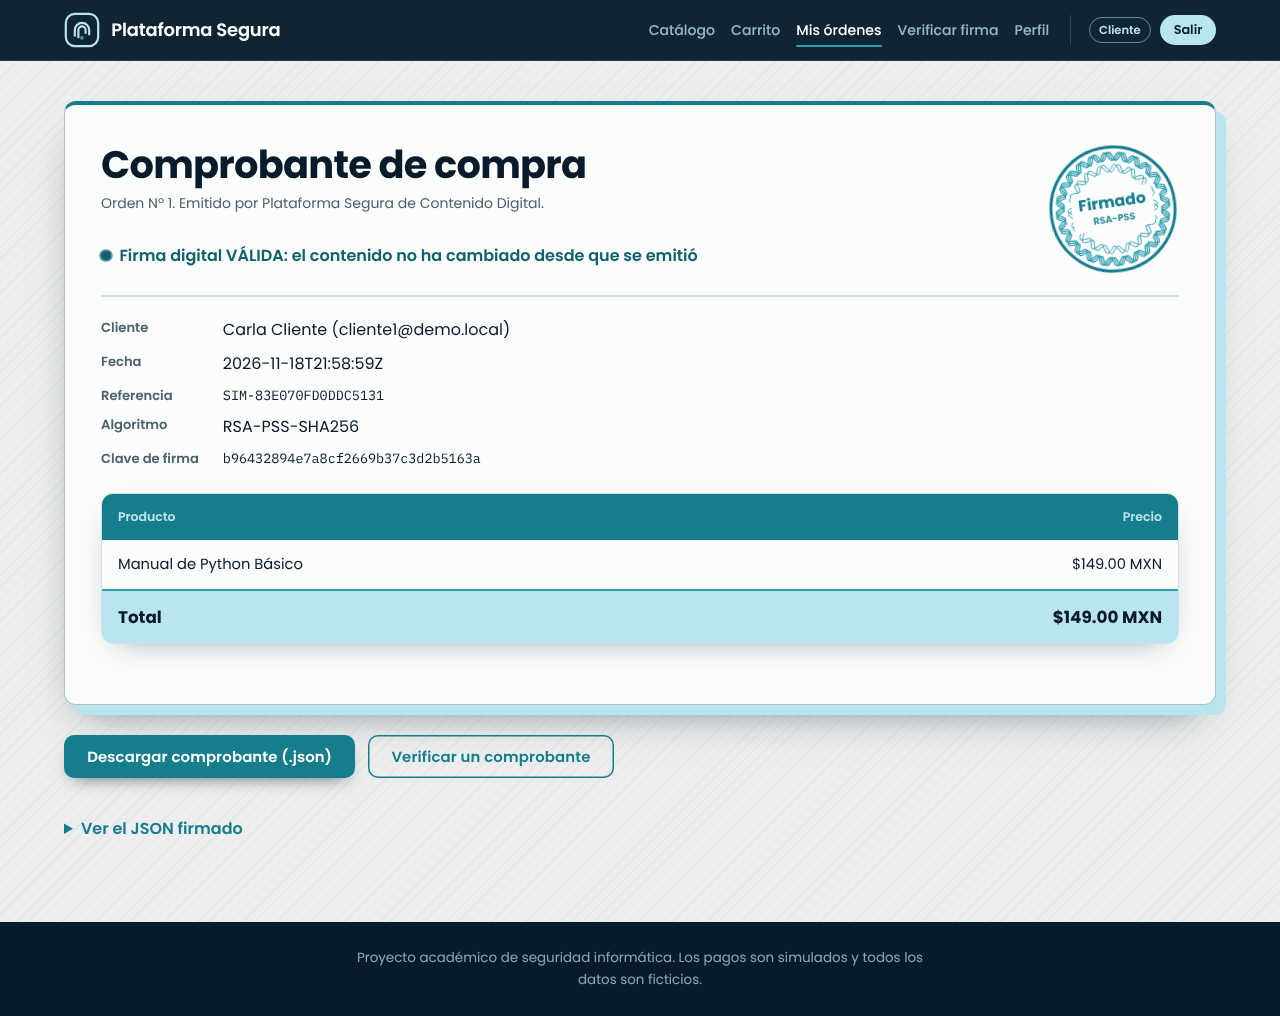 Plataforma Segura
Catálogo
Carrito
Mis órdenes
Verificar firma
Perfil
Cliente
Salir
Comprobante de compra
Orden Nº 1. Emitido por Plataforma Segura de Contenido Digital.
Firmado
RSA-PSS
Firma digital VÁLIDA: el contenido no ha cambiado desde que se emitió
Cliente Carla Cliente (cliente1@demo.local)
Fecha 2026-11-18T21:58:59Z
Referencia SIM-83E070FD0DDC5131
Algoritmo RSA-PSS-SHA256
Clave de firma b96432894e7a8cf2669b37c3d2b5163a
Producto Precio
Manual de Python Básico $149.00 MXN
Total $149.00 MXN
Descargar comprobante (.json)
Verificar un comprobante
Ver el JSON firmado
Proyecto académico de seguridad informática. Los pagos son simulados y todos los
datos son ficticios.